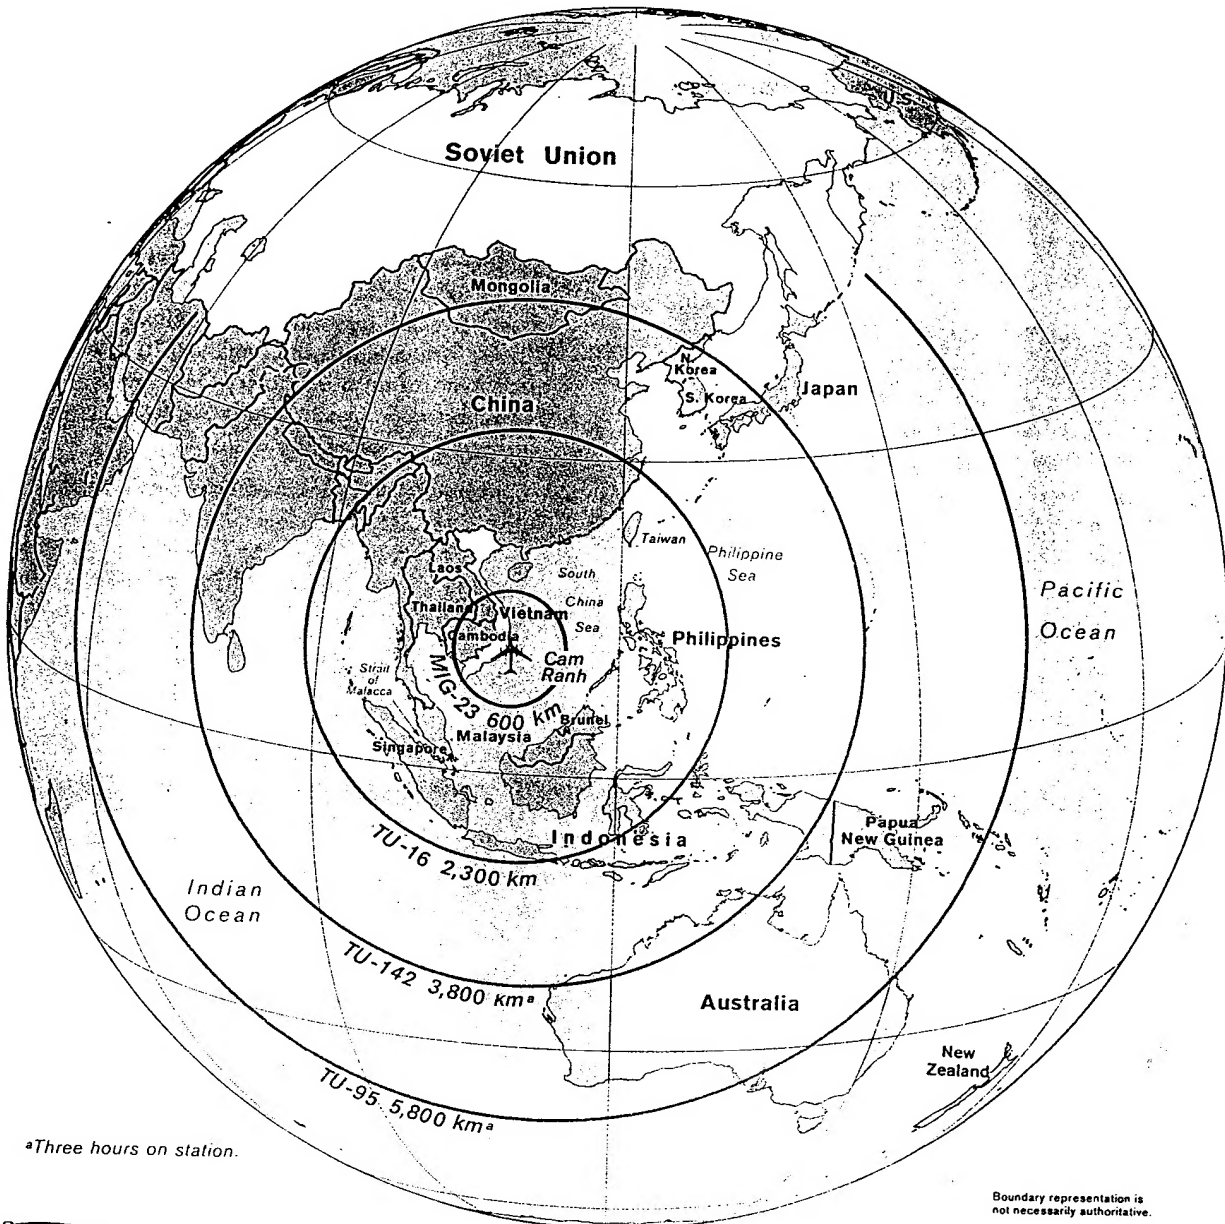 U.S.
Soviet Union
Mongolia
N.
Korea
S. Korea
Japan
China
Taiwan
Philippine
Sea
Laos
South
China
Sea
Thailand
Vietnam
Cambodia
Philippines
Pacific
Ocean
Cam
Ranh
Strait
of
Malacca
MIG-23 600 km
Brunei
Malaysia
Singapore
Indonesia
Papua
New Guinea
TU-16 2,300 km
Indian
Ocean
TU-142 3,800 kmª
Australia
New
Zealand
TU-95 5,800 kmª
ªThree hours on station.
Boundary representation is
not necessarily authoritative.